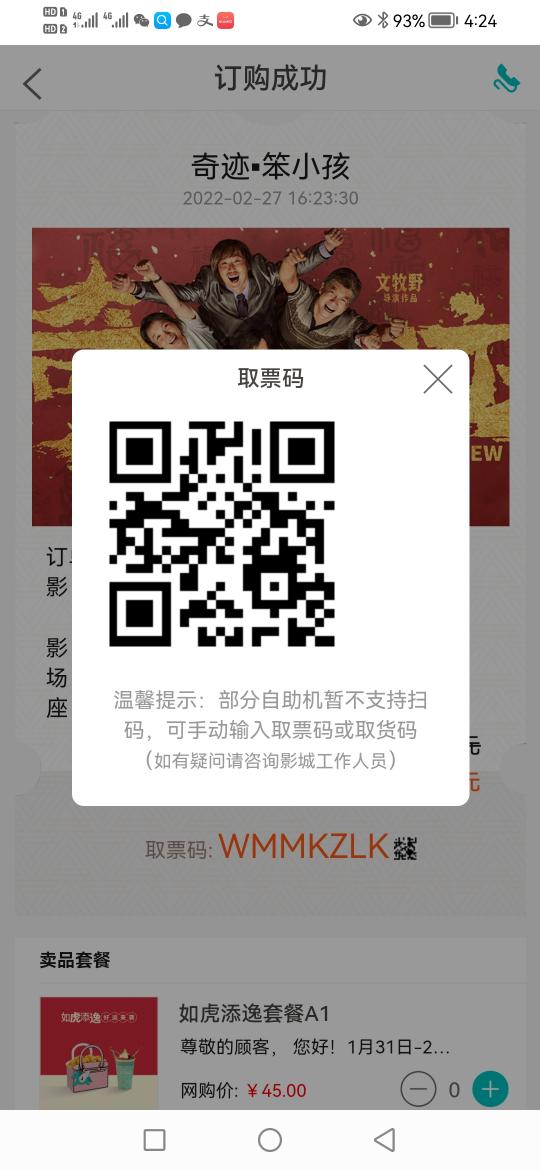 HD 1
HD 2
4G
4G
93%
4:24
订购成功
奇迹▪笨小孩
2022-02-27 16:23:30
文牧野
导演作品
EW
取票码
温馨提示：部分自助机暂不支持扫
码，可手动输入取票码或取货码
（如有疑问请咨询影城工作人员）
订
影
影
场
座
元
元
取票码: WMMKZLK
卖品套餐
如虎添逸
如虎添逸套餐A1
尊敬的顾客， 您好！1月31日-2...
网购价: ￥45.00
0